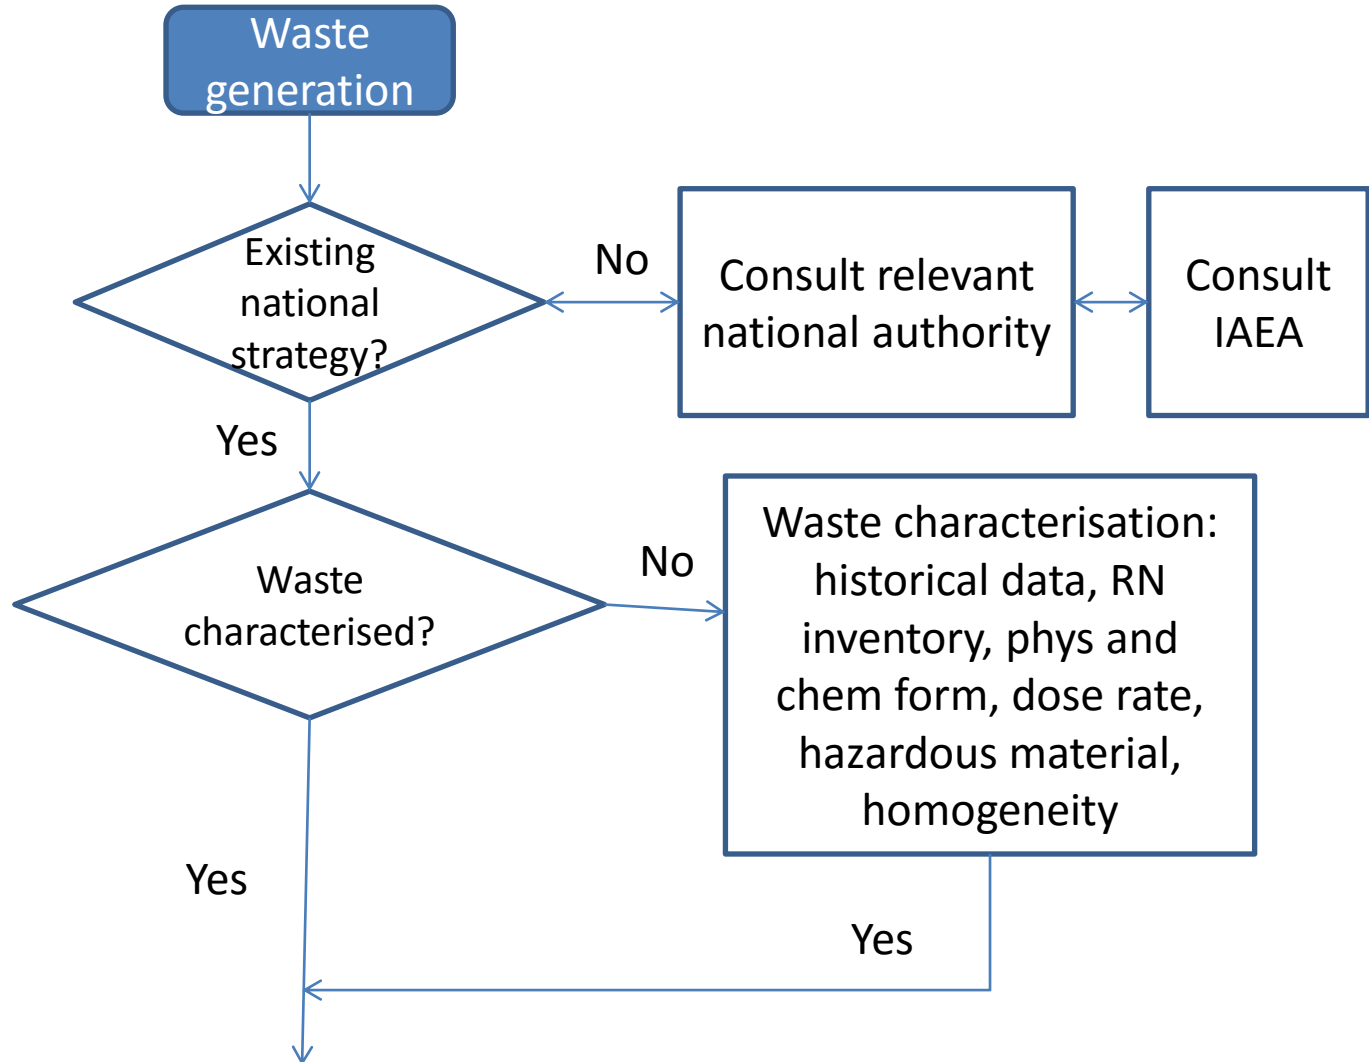 Waste
generation
Existing
national
strategy?
No
Consult relevant
national authority
Consult
IAEA
Yes
Waste
characterised?
No
Waste characterisation:
historical data, RN
inventory, phys and
chem form, dose rate,
hazardous material,
homogeneity
Yes
Yes